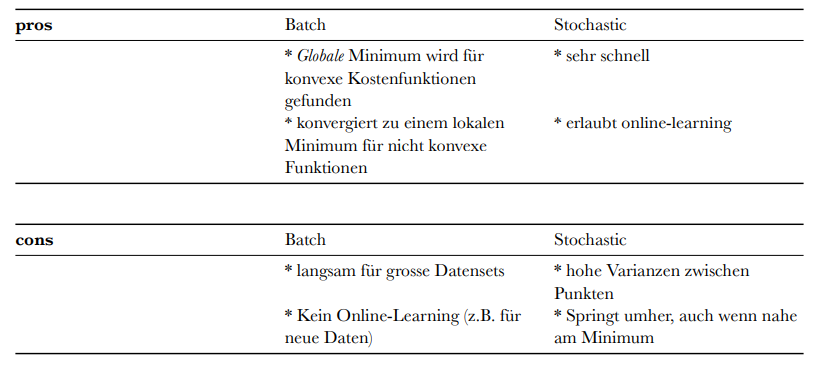 pros Batch Stochastic
* Globale Minimum wird für * sehr schnell
konvexe Kostenfunktionen
gefunden
* konvergiert zu einem lokalen * erlaubt online-learning
Minimum für nicht konvexe
Funktionen
cons Batch Stochastic
* langsam für grosse Datensets * hohe Varianzen zwischen
Punkten
* Kein Online-Learning (z.B. für * Springt umher, auch wenn nahe
neue Daten) am Minimum